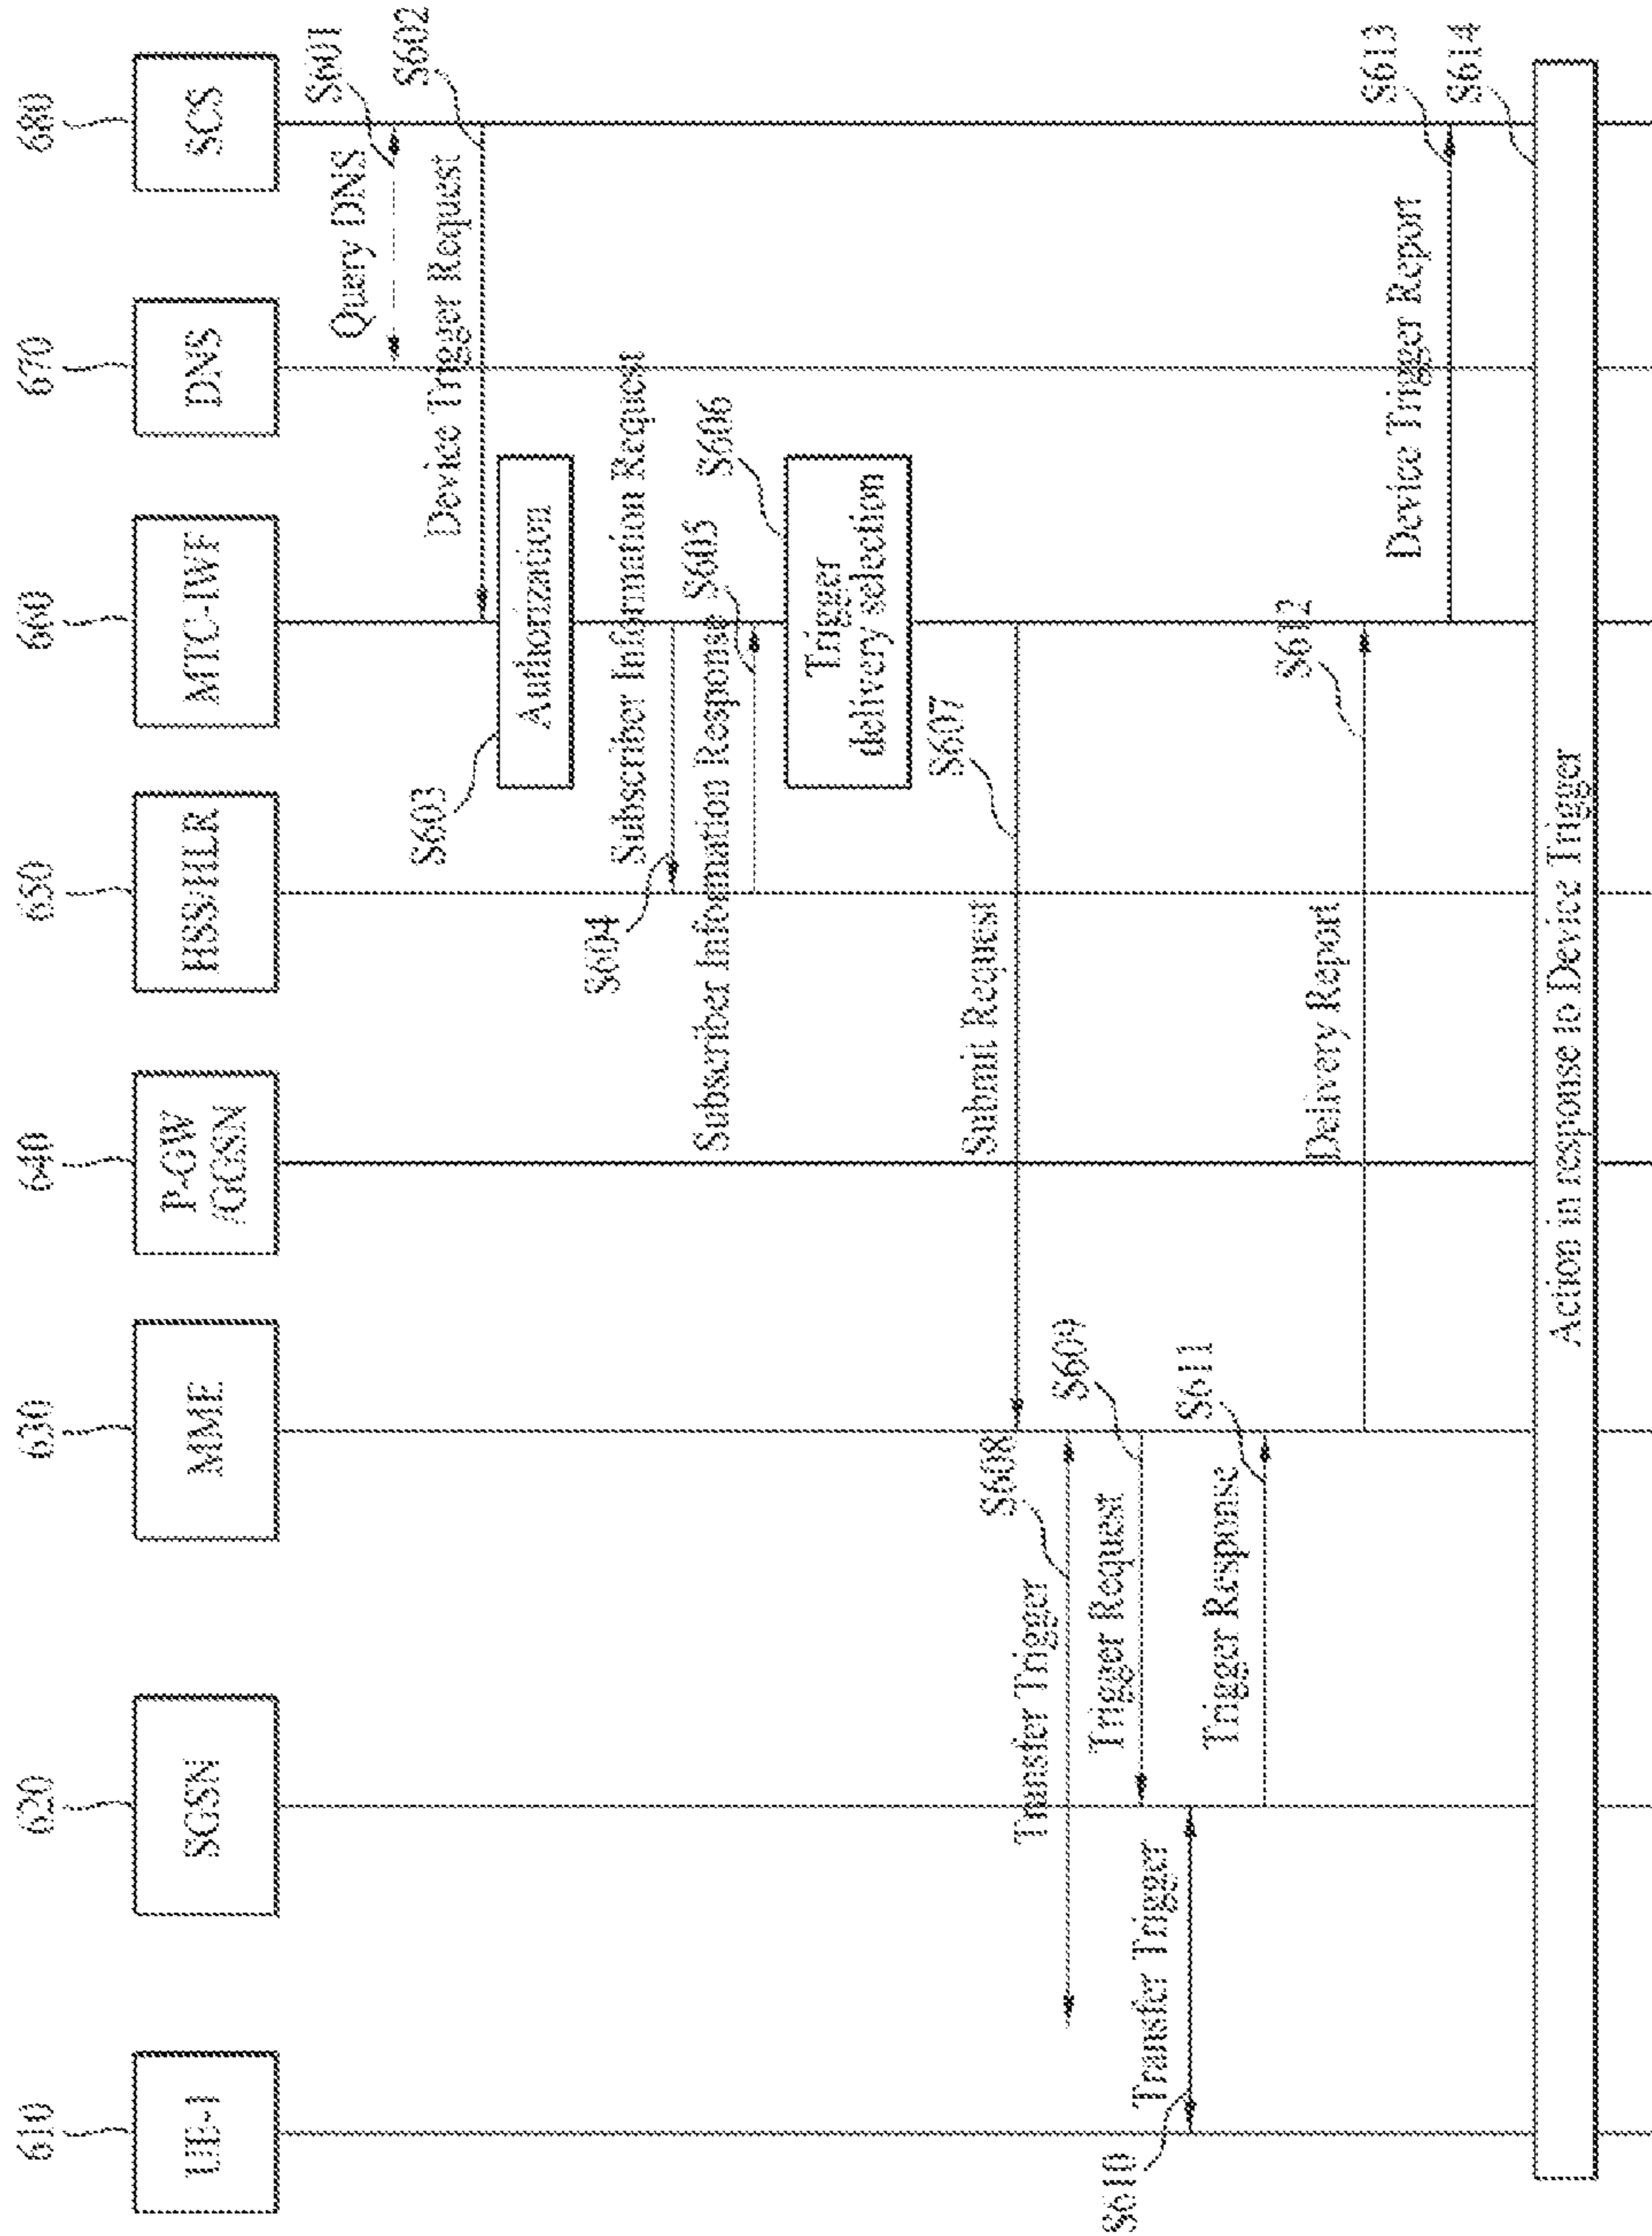 610
620
630
640
650
660
670
680
UE-1
SGSN
MME
P-GW
/GGSN
HSS/HLR
MTC-IWF
DNS
SCS
S601
Query DNS
S602
Device Trigger Request
S603
Authorization
Subscriber Information Request
S604
S605
Subscriber Information Response
S606
Trigger
delivery selection
S607
Submit Request
S608
Transfer Trigger
S609
Trigger Request
S610
Transfer Trigger
S611
Trigger Response
S612
Delivery Report
S613
Device Trigger Report
S614
Action in response to Device Trigger